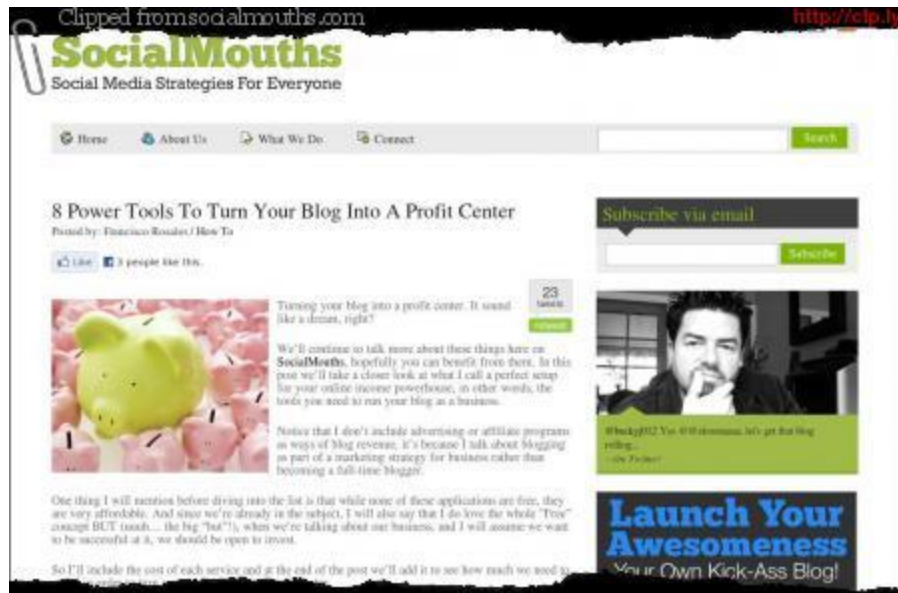 Clipped from socialmouths.com
http://clp.ly
SocialMouths
Social Media Strategies For Everyone
Home
About Us
What We Do
Connect
Search
8 Power Tools To Turn Your Blog Into A Profit Center
Posted by: Francisco Rosales / How To
Like
3 people like this.
23
tweets
retweet
Turning your blog into a profit center. It sound
like a dream, right?
We'll continue to talk more about these things here on
SocialMouths, hopefully you can benefit from them. In this
post we'll take a closer look at what I call a perfect setup
for your online income powerhouse, in other words, the
tools you need to run your blog as a business.
Notice that I don't include advertising or affiliate programs
as ways of blog revenue, it's because I talk about blogging
as part of a marketing strategy for business rather than
becoming a full-time blogger.
One thing I will mention before diving into the list is that while none of these applications are free, they
are very affordable. And since we're already in the subject, I will also say that I do love the whole "Free"
concept BUT (ouuh... the big "but"!), when we're talking about our business, and I will assume we want
to be successful at it, we should be open to invest.
So I'll include the cost of each service and at the end of the post we'll add it to see how much we need to
Subscribe via email
Subscribe
Yes let's get that blog
rolling...
- On Twitter!
Launch Your
Awesomeness
Your Own Kick-Ass Blog!